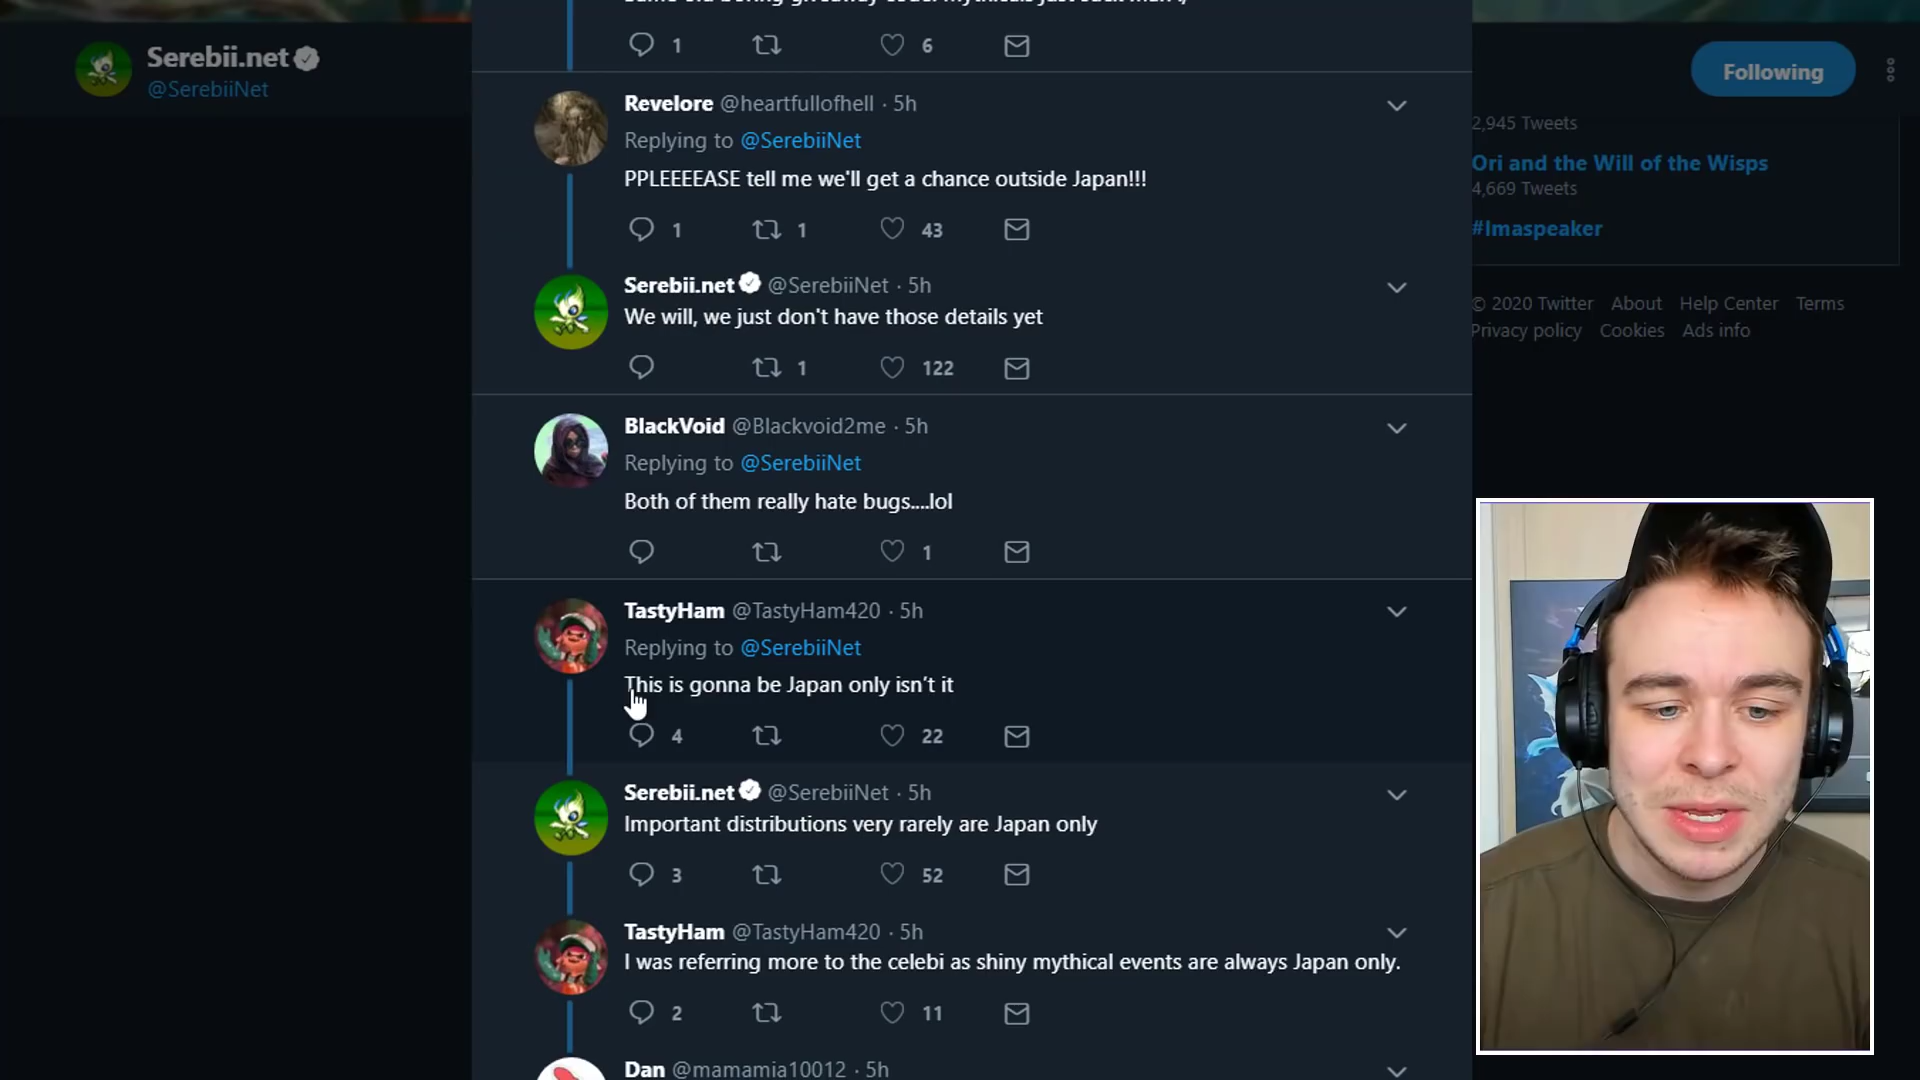 1 6
Serebii.net
@SerebiiNet
Following
Revelore @heartfullofhell · 5h
Replying to @SerebiiNet
PPLEEEEASE tell me we'll get a chance outside Japan!!!
1 1 43
Serebii.net @SerebiiNet · 5h
We will, we just don't have those details yet
1 122
BlackVoid @Blackvoid2me · 5h
Replying to @SerebiiNet
Both of them really hate bugs....lol
1
TastyHam @TastyHam420 · 5h
Replying to @SerebiiNet
This is gonna be Japan only isn’t it
4 22
Serebii.net @SerebiiNet · 5h
Important distributions very rarely are Japan only
3 52
TastyHam @TastyHam420 · 5h
I was referring more to the celebi as shiny mythical events are always Japan only.
2 11
Dan @mamamia10012 · 5h
2,945 Tweets
Ori and the Will of the Wisps
4,669 Tweets
#Imaspeaker
© 2020 Twitter About Help Center Terms
Privacy policy Cookies Ads info